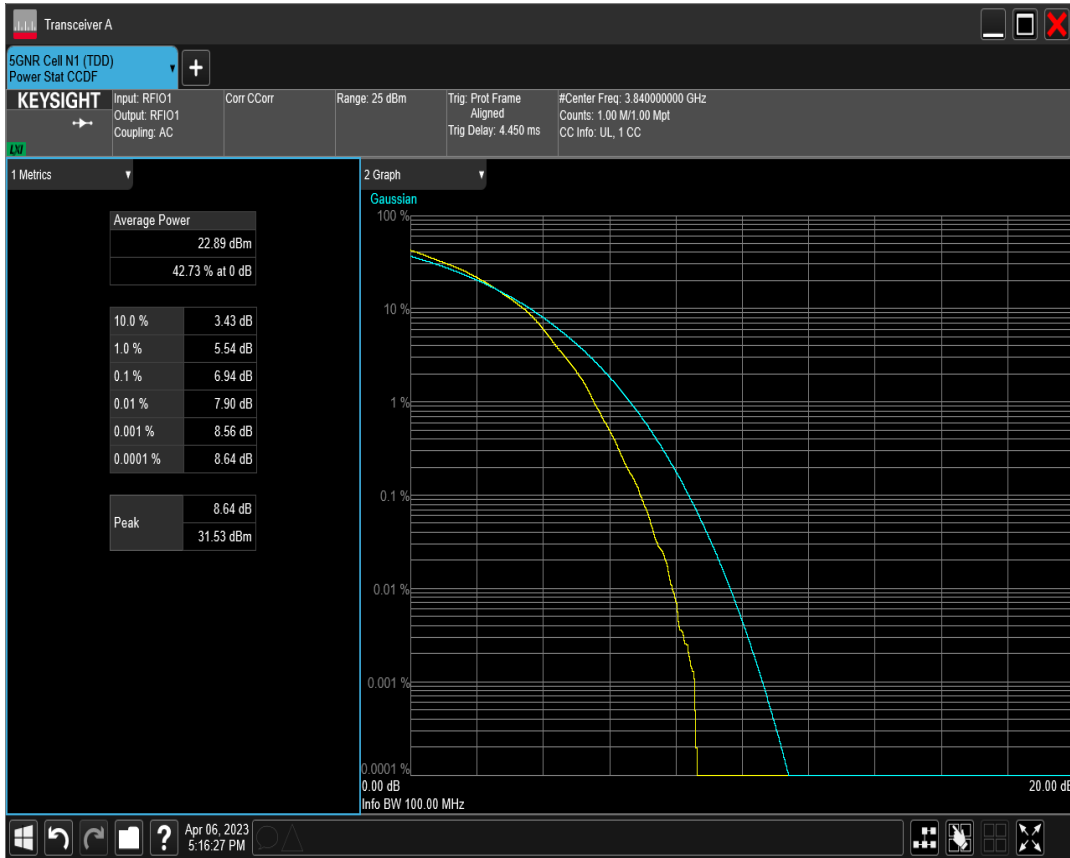 Transceiver A
5GNR Cell N1 (TDD)
Power Stat CCDF
+
KEYSIGHT
LXI
Input: RFIO1
Output: RFIO1
Coupling: AC
Corr CCorr
Range: 25 dBm
Trig: Prot Frame
Aligned
Trig Delay: 4.450 ms
#Center Freq: 3.840000000 GHz
Counts: 1.00 M/1.00 Mpt
CC Info: UL, 1 CC
1 Metrics
Average Power
22.89 dBm
42.73 % at 0 dB
10.0 % 3.43 dB
1.0 % 5.54 dB
0.1 % 6.94 dB
0.01 % 7.90 dB
0.001 % 8.56 dB
0.0001 % 8.64 dB
Peak
8.64 dB
31.53 dBm
2 Graph
Gaussian
100 %
10 %
1 %
0.1 %
0.01 %
0.001 %
0.0001 %
0.00 dB 20.00 dB
Info BW 100.00 MHz
?
Apr 06, 2023
5:16:27 PM